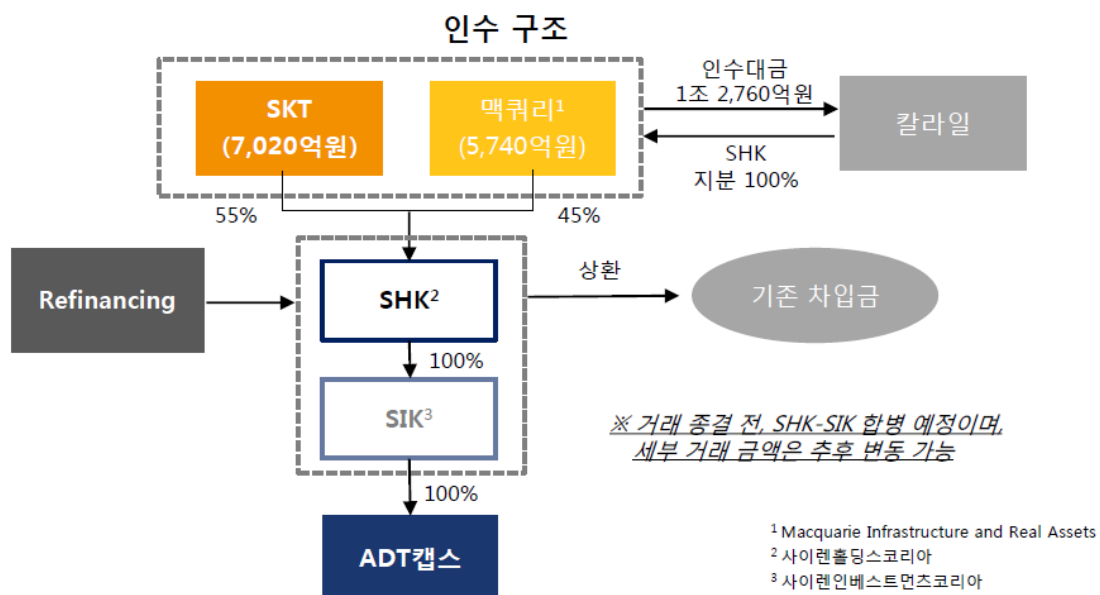 인수 구조
SKT
(7,020억원)
맥쿼리¹
(5,740억원)
인수대금
1조 2,760억원
칼라일
SHK
지분 100%
55%
45%
Refinancing
SHK²
상환
기존 차입금
100%
SIK³
※ 거래 종결 전, SHK-SIK 합병 예정이며,
세부 거래 금액은 추후 변동 가능
100%
ADT캡스
¹ Macquarie Infrastructure and Real Assets
² 사이렌홀딩스코리아
³ 사이렌인베스트먼츠코리아